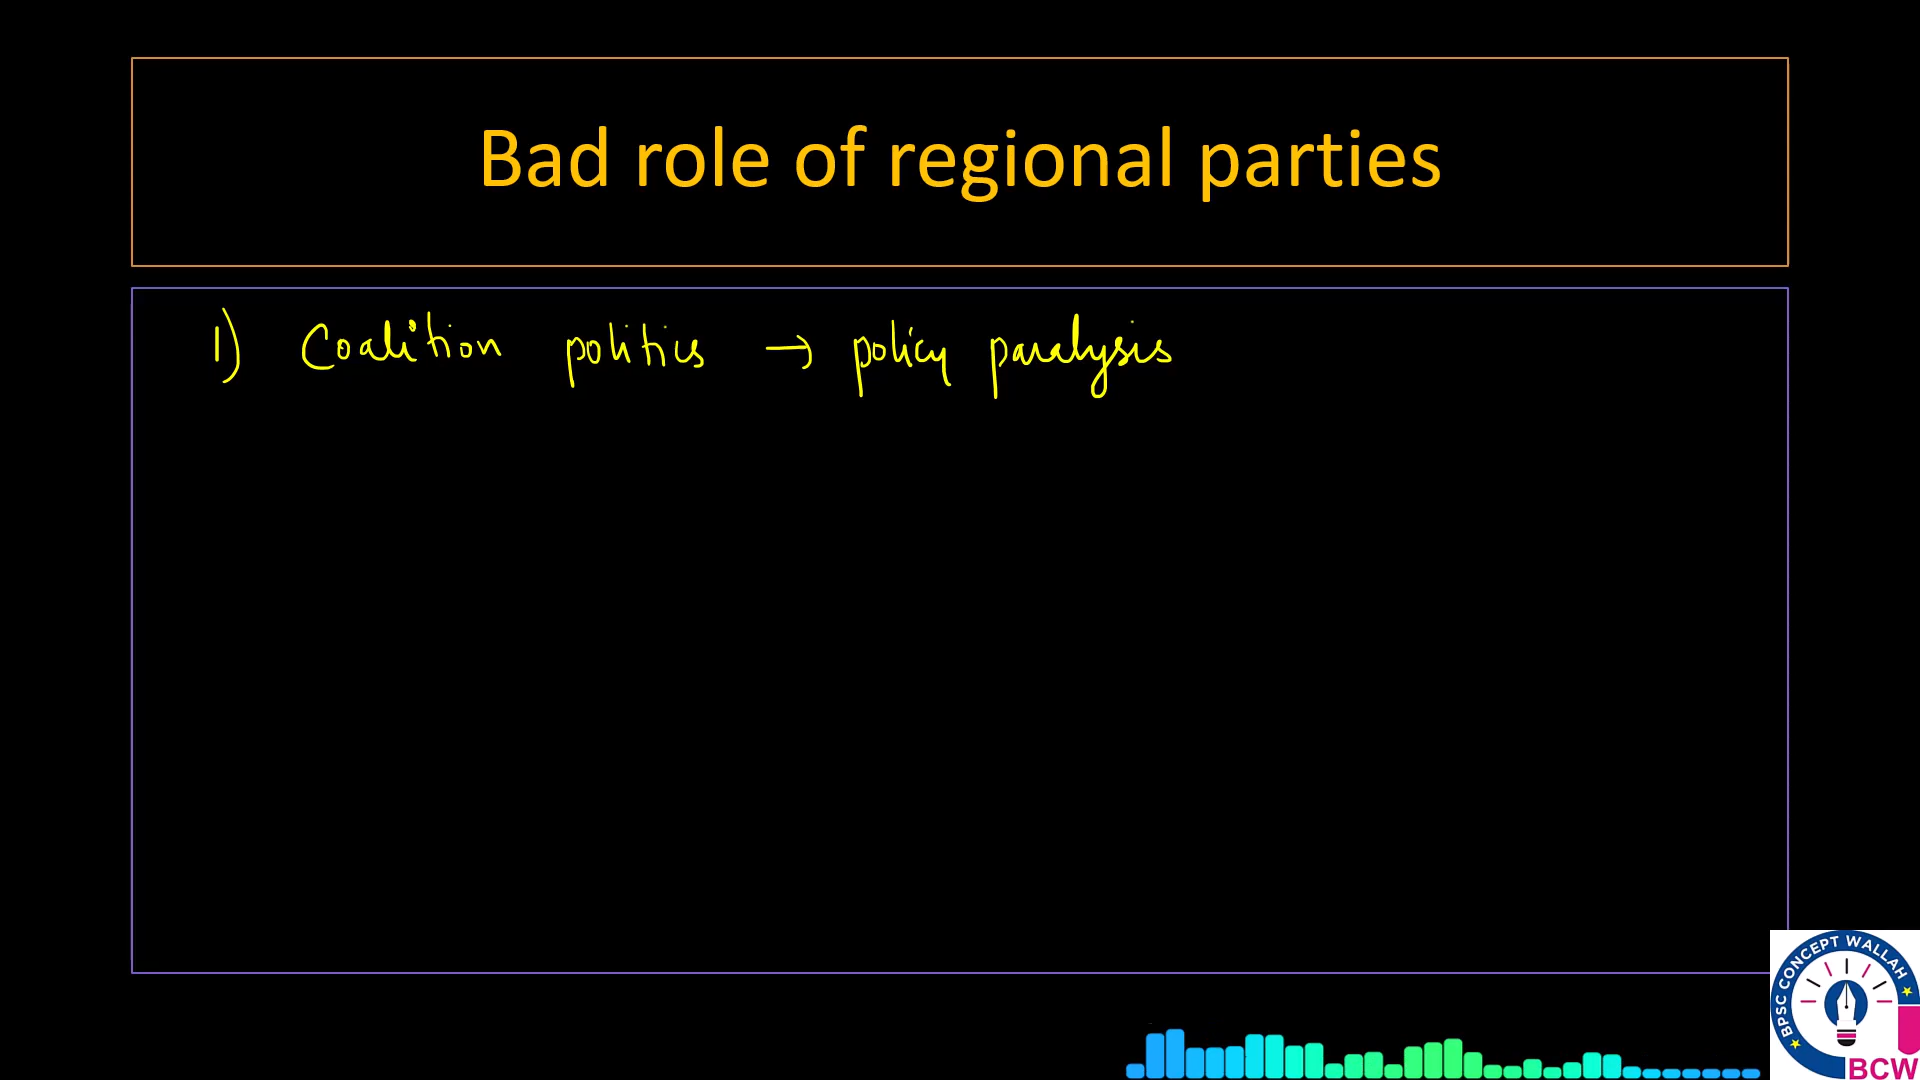 Bad role of regional parties
1) Coalition politics → policy paralysis
BPSC CONCEPT WALLAH
BCW